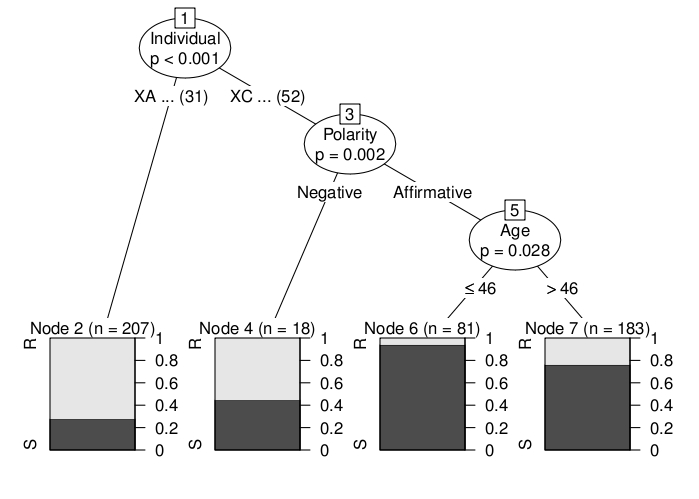 1
Individual
p < 0.001
XA ... (31)
XC ... (52)
3
Polarity
p = 0.002
Negative
Affirmative
5
Age
p = 0.028
≤ 46
> 46
Node 2 (n = 207)
R
S
1
0.8
0.6
0.4
0.2
0
Node 4 (n = 18)
R
S
1
0.8
0.6
0.4
0.2
0
Node 6 (n = 81)
R
S
1
0.8
0.6
0.4
0.2
0
Node 7 (n = 183)
R
S
1
0.8
0.6
0.4
0.2
0